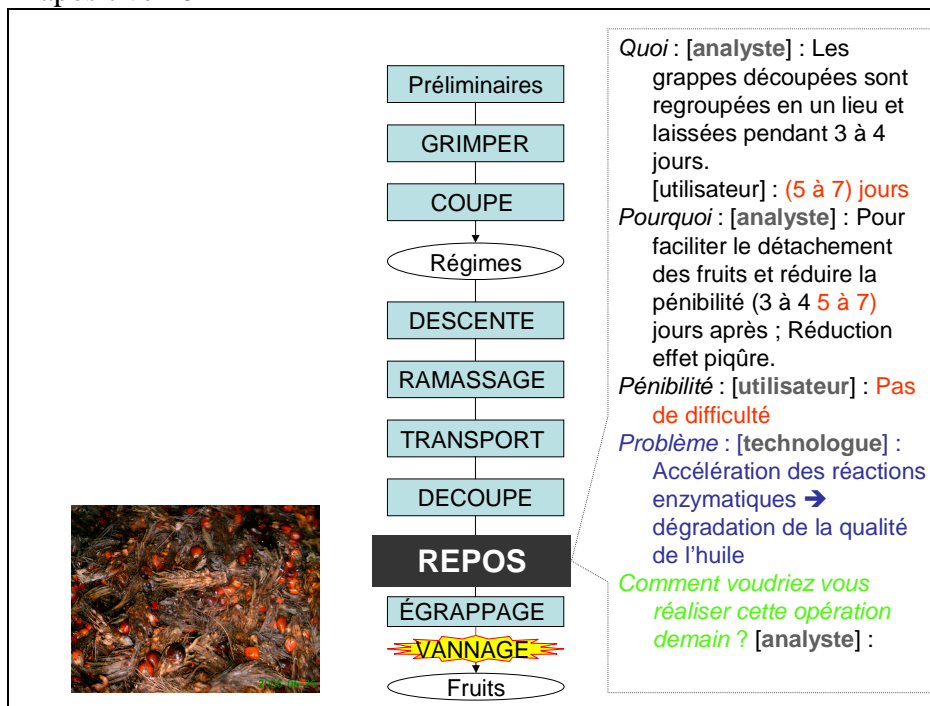 Préliminaires
GRIMPER
COUPE
Régimes
DESCENTE
RAMASSAGE
TRANSPORT
DECOUPE
REPOS
ÉGRAPPAGE
VANNAGE
Fruits
Quoi : [analyste] : Les
grappes découpées sont
regroupées en un lieu et
laissées pendant 3 à 4
jours.
[utilisateur] : (5 à 7) jours
Pourquoi : [analyste] : Pour
faciliter le détachement
des fruits et réduire la
pénibilité (3 à 4 5 à 7)
jours après ; Réduction
effet piqûre.
Pénibilité : [utilisateur] : Pas
de difficulté
Problème : [technologue] :
Accélération des réactions
enzymatiques ➔
dégradation de la qualité
de l'huile
Comment voudriez vous
réaliser cette opération
demain ? [analyste] :